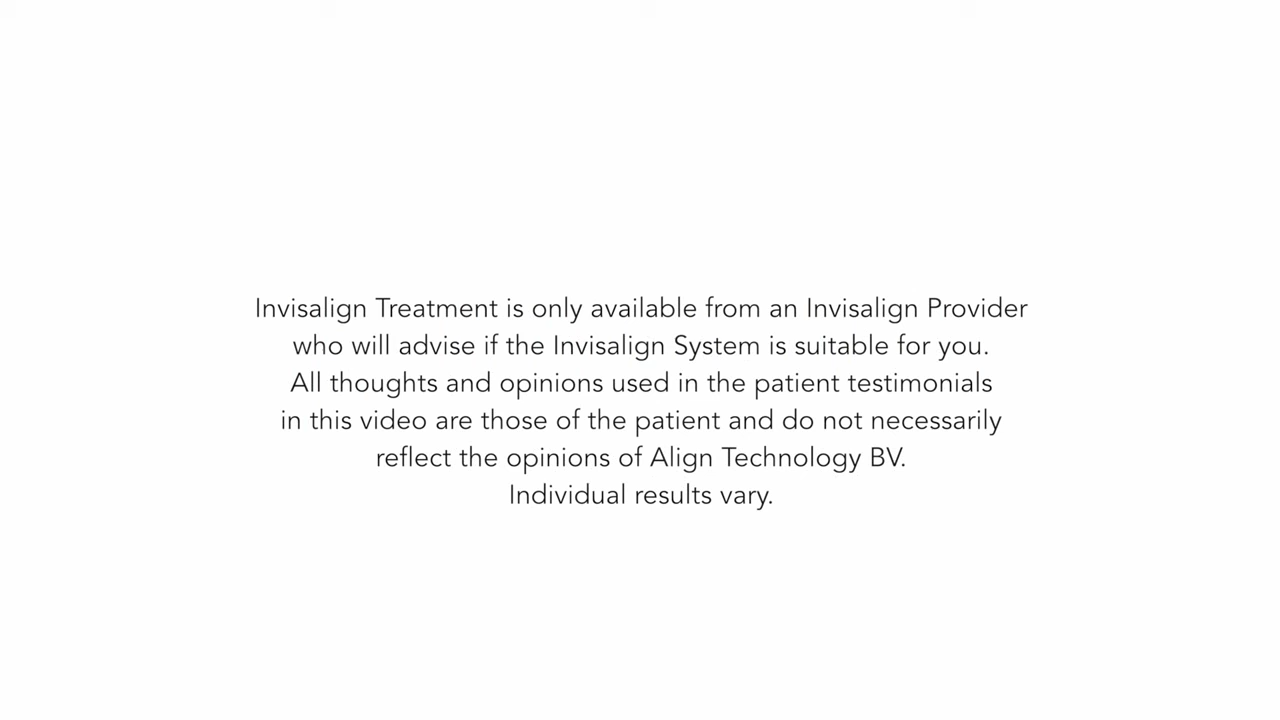 Invisalign Treatment is only available from an Invisalign Provider
who will advise if the Invisalign System is suitable for you.
All thoughts and opinions used in the patient testimonials
in this video are those of the patient and do not necessarily
reflect the opinions of Align Technology BV.
Individual results vary.